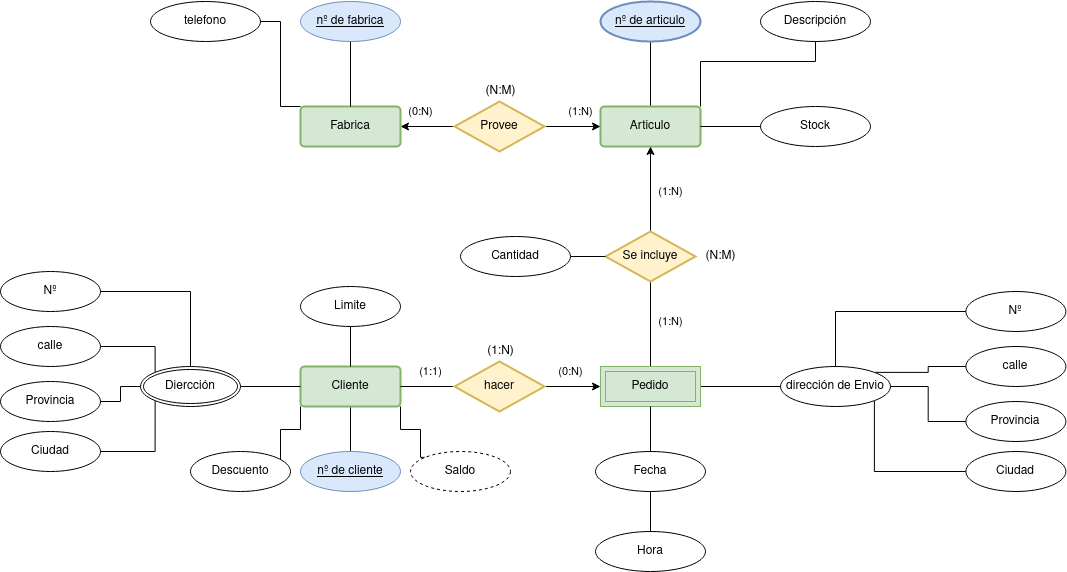 telefono
nº de fabrica
nº de articulo
Descripción
(N:M)
(0:N)
(1:N)
Fabrica
Provee
Articulo
Stock
(1:N)
Cantidad
Se incluye
(N:M)
Nº
Limite
(1:N)
Nº
calle
(1:N)
calle
(1:1)
(0:N)
Diercción
Cliente
hacer
Pedido
dirección de Envio
Provincia
Provincia
Ciudad
Descuento
nº de cliente
Saldo
Fecha
Ciudad
Hora